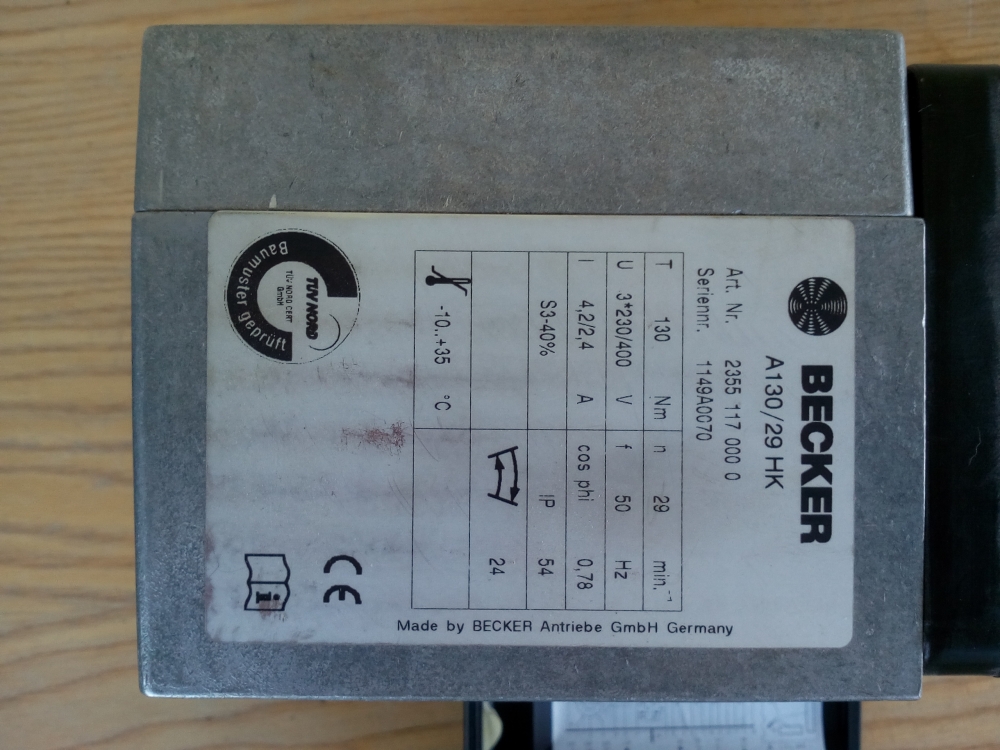 BECKER
A130/29 HK
Art. Nr. 2355 117 000 0
Seriennr. 1149A0070
T 130 Nm n 29 min.⁻¹
U 3*230/400 V f 50 Hz
I 4,2/2,4 A cos phi 0,78
S3-40% IP 54
24
-10..+35 °C
Made by BECKER Antriebe GmbH Germany
TÜV NORD
TÜV NORD CERT
GmbH
Baumuster geprüft
CE
i